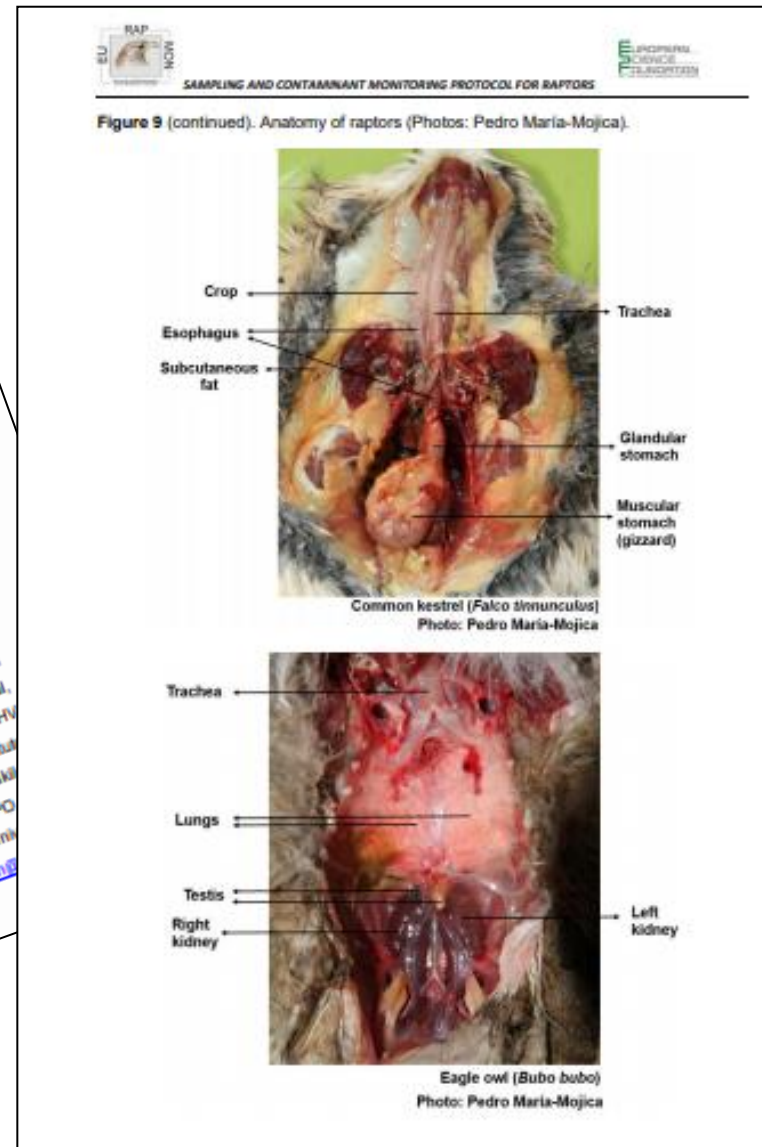 EU
RAP
MON
EUROPEAN
SCIENCE
FOUNDATION
SAMPLING AND CONTAMINANT MONITORING PROTOCOL FOR RAPTORS
Figure 9 (continued). Anatomy of raptors (Photos: Pedro María-Mojica).
Crop
Esophagus
Subcutaneous
fat
Trachea
Glandular
stomach
Muscular
stomach
(gizzard)
Common kestrel (Falco tinnunculus)
Photo: Pedro María-Mojica
Trachea
Lungs
Testis
Right
kidney
Left
kidney
Eagle owl (Bubo bubo)
Photo: Pedro María-Mojica